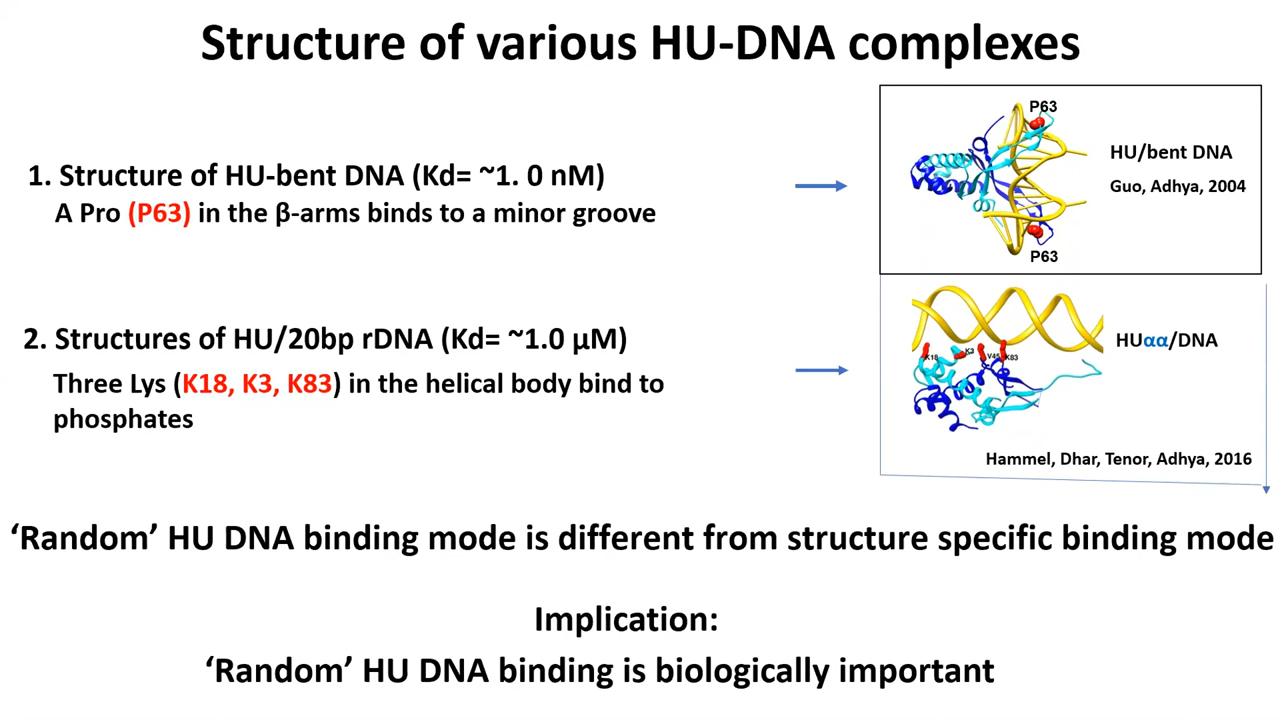 Structure of various HU-DNA complexes
1. Structure of HU-bent DNA (Kd= ~1. 0 nM)
A Pro (P63) in the β-arms binds to a minor groove
P63
P63
HU/bent DNA
Guo, Adhya, 2004
2. Structures of HU/20bp rDNA (Kd= ~1.0 μM)
Three Lys (K18, K3, K83) in the helical body bind to
phosphates
K18 K3 V45 K83
HUαα/DNA
Hammel, Dhar, Tenor, Adhya, 2016
‘Random’ HU DNA binding mode is different from structure specific binding mode
Implication:
‘Random’ HU DNA binding is biologically important